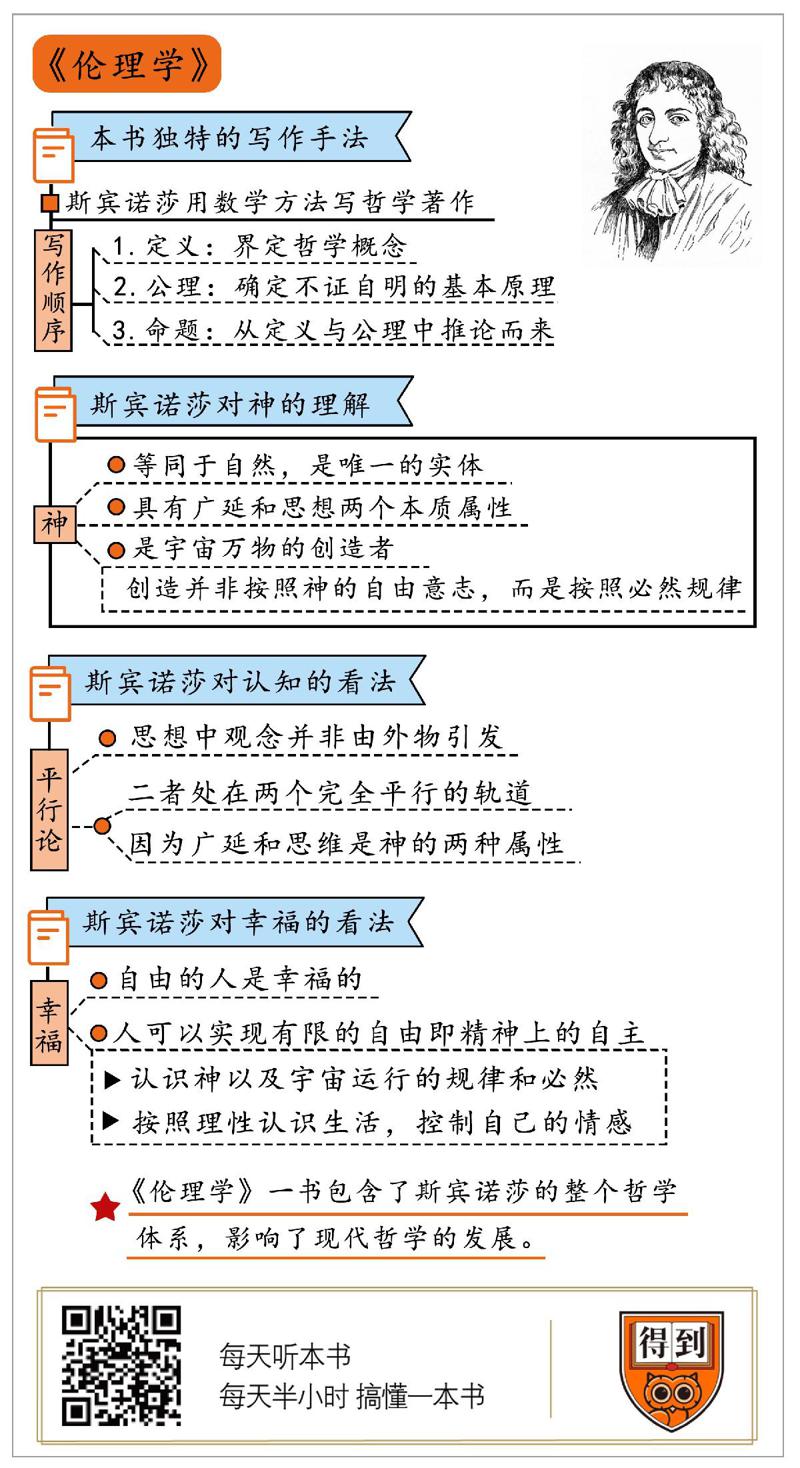 《伦理学》
本书独特的写作手法
斯宾诺莎用数学方法写哲学著作
写作顺序
1.定义：界定哲学概念
2.公理：确定不证自明的基本原理
3.命题：从定义与公理中推论而来
斯宾诺莎对神的理解
神
等同于自然，是唯一的实体
具有广延和思想两个本质属性
是宇宙万物的创造者
创造并非按照神的自由意志，而是按照必然规律
斯宾诺莎对认知的看法
平行论
思想中观念并非由外物引发
二者处在两个完全平行的轨道
因为广延和思维是神的两种属性
斯宾诺莎对幸福的看法
幸福
自由的人是幸福的
人可以实现有限的自由即精神上的自主
认识神以及宇宙运行的规律和必然
按照理性认识生活，控制自己的情感
《伦理学》一书包含了斯宾诺莎的整个哲学
体系，影响了现代哲学的发展。
每天听本书
每天半小时 搞懂一本书
得到